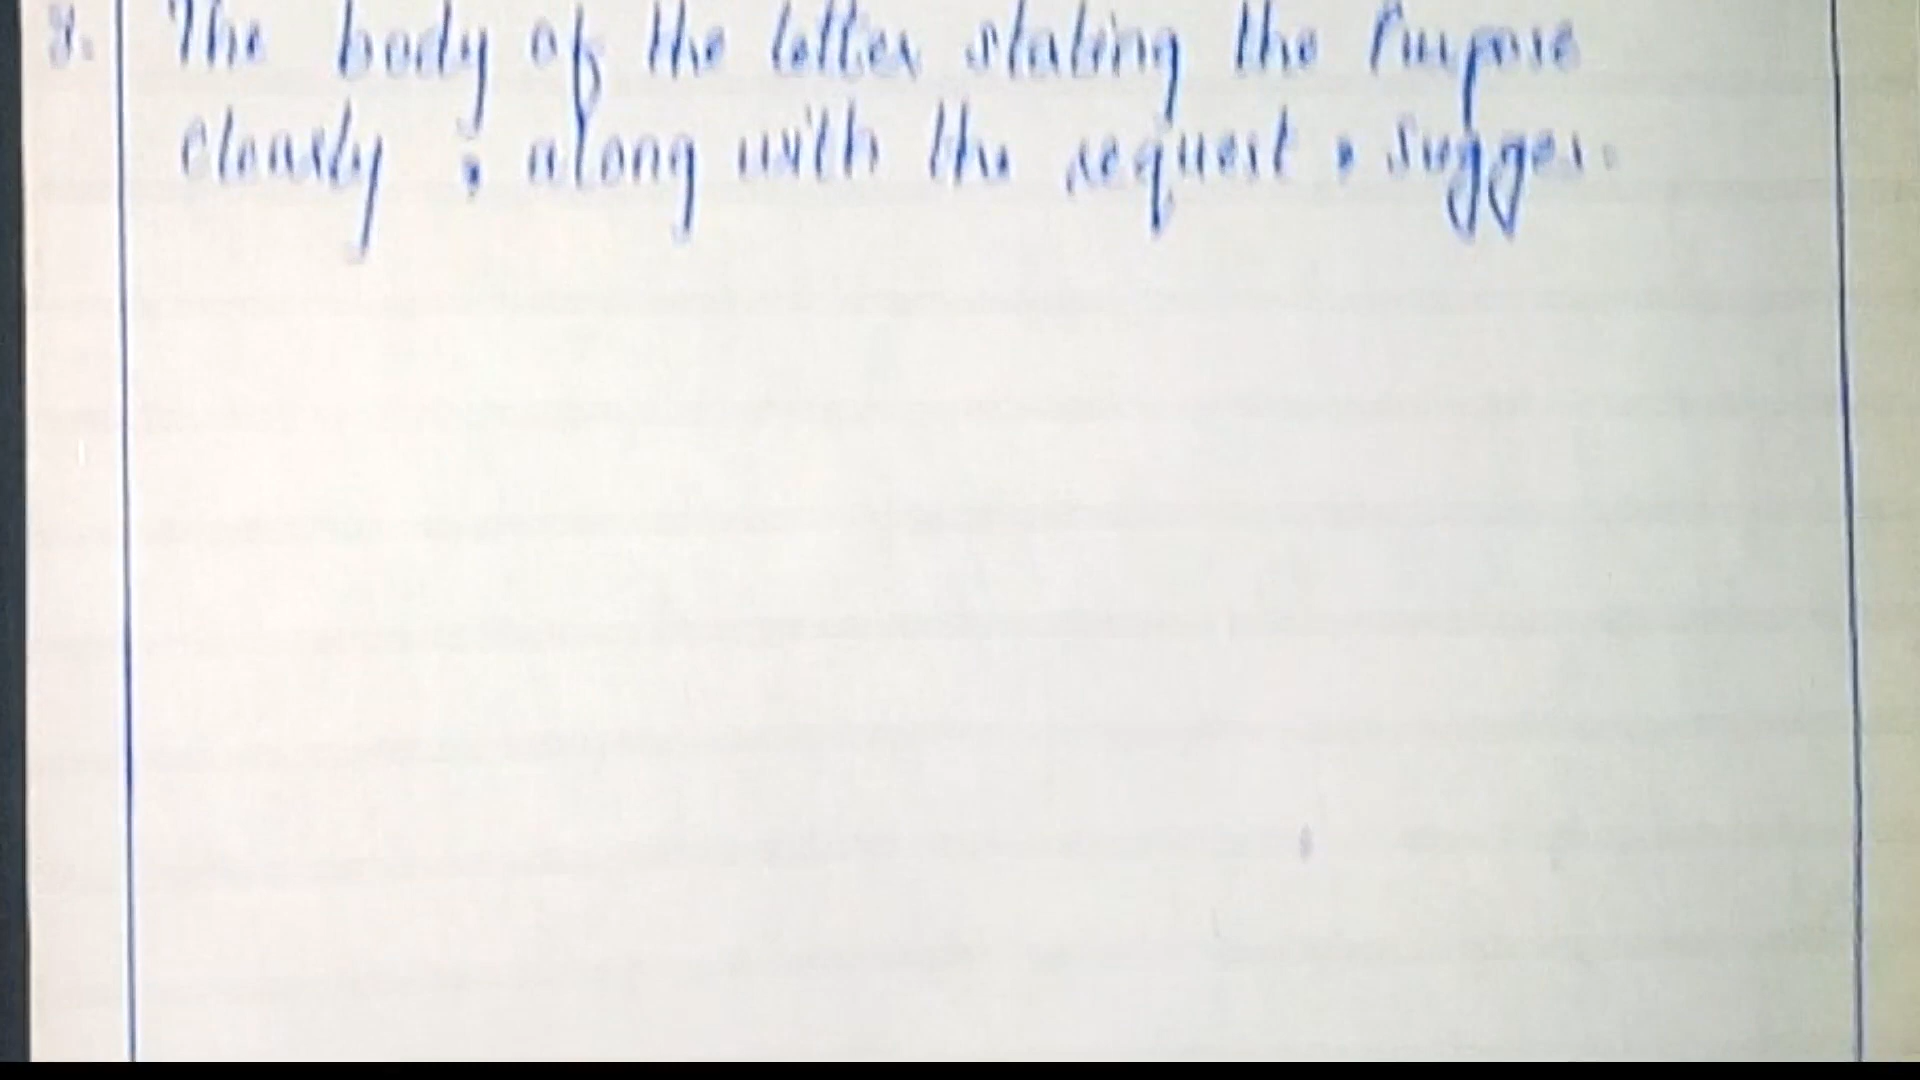 8. The body of the letter stating the Purpose
clearly ; along with the request , sugges.